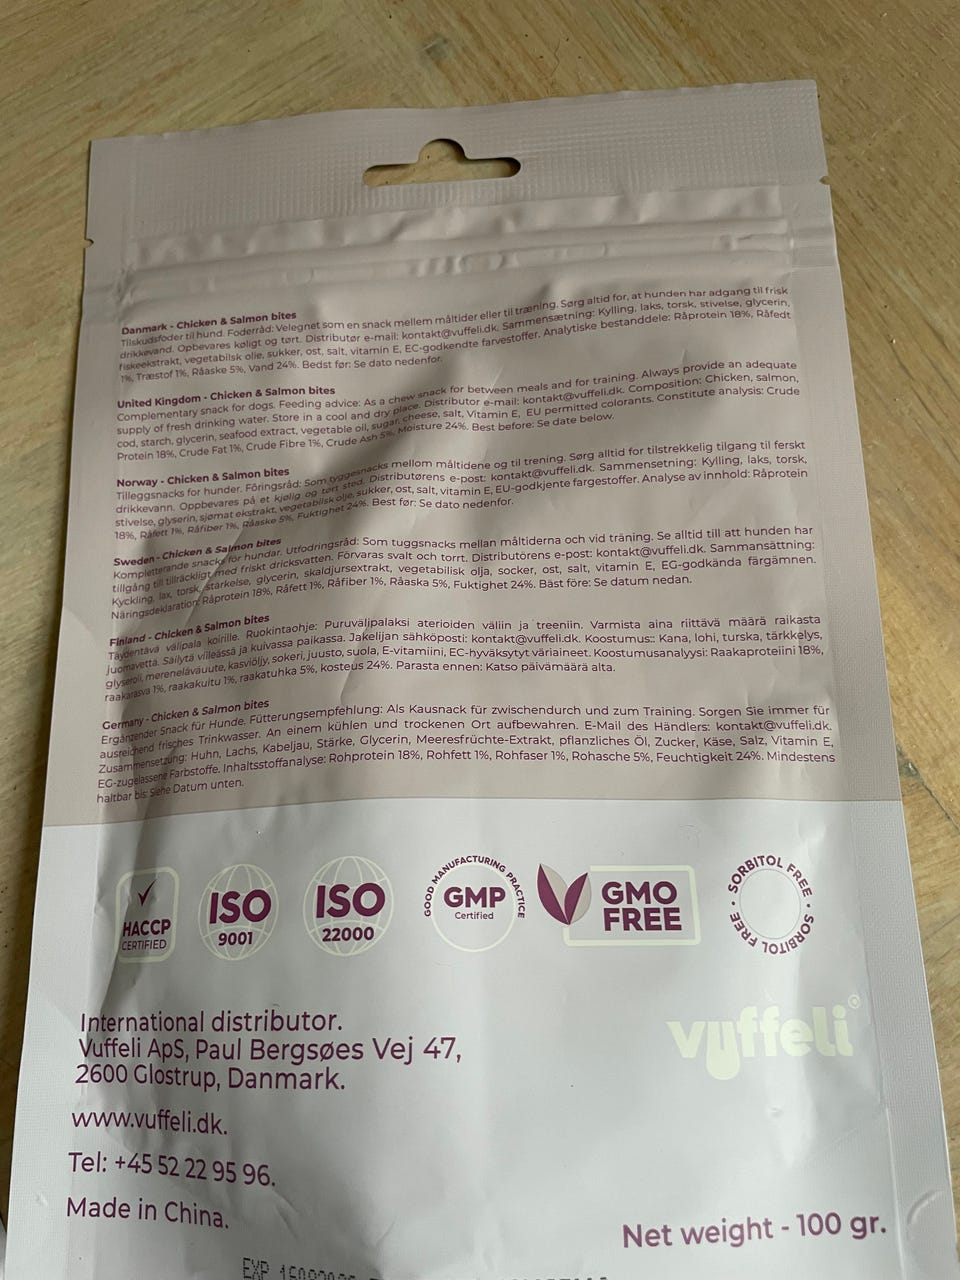 Danmark - Chicken & Salmon bites
Tilskudsfoder til hund. Foderråd: Velegnet som en snack mellem måltider eller til træning. Sørg altid for, at hunden har adgang til frisk
drikkevand. Opbevares køligt og tørt. Distributør e-mail: kontakt@vuffeli.dk. Sammensætning: Kylling, laks, torsk, stivelse, glycerin,
fiskeekstrakt, vegetabilsk olie, sukker, ost, salt, vitamin E, EC-godkendte farvestoffer. Analytiske bestanddele: Råprotein 18%, Råfedt
1%, Træstof 1%, Råaske 5%, Vand 24%. Bedst før: Se dato nedenfor.
United Kingdom - Chicken & Salmon bites
Complementary snack for dogs. Feeding advice: As a chew snack for between meals and for training. Always provide an adequate
supply of fresh drinking water. Store in a cool and dry place. Distributor e-mail: kontakt@vuffeli.dk. Composition: Chicken, salmon,
cod, starch, glycerin, seafood extract, vegetable oil, sugar, cheese, salt, Vitamin E, EU permitted colorants. Constitute analysis: Crude
Protein 18%, Crude Fat 1%, Crude Fibre 1%, Crude Ash 5%, Moisture 24%. Best before: Se date below.
Norway - Chicken & Salmon bites
Tilleggsnacks for hunder. Fôringsråd: Som tyggesnacks mellom måltidene og til trening. Sørg alltid for tilstrekkelig tilgang til ferskt
drikkevann. Oppbevares på et kjølig og tørt sted. Distributørens e-post: kontakt@vuffeli.dk. Sammensetning: Kylling, laks, torsk,
stivelse, glyserin, sjømat ekstrakt, vegetabilsk olje, sukker, ost, salt, vitamin E, EU-godkjente fargestoffer. Analyse av innhold: Råprotein
18%, Råfett 1%, Råfiber 1%, Råaske 5%, Fuktighet 24%. Best før: Se dato nedenfor.
Sweden - Chicken & Salmon bites
Kompletterande snacks för hundar. Utfodringsråd: Som tuggsnacks mellan måltiderna och vid träning. Se alltid till att hunden har
tillgång till tillräckligt med friskt dricksvatten. Förvaras svalt och torrt. Distributörens e-post: kontakt@vuffeli.dk. Sammansättning:
Kyckling, lax, torsk, stärkelse, glycerin, skaldjursextrakt, vegetabilisk olja, socker, ost, salt, vitamin E, EG-godkända färgämnen.
Näringsdeklaration: Råprotein 18%, Råfett 1%, Råfiber 1%, Råaska 5%, Fuktighet 24%. Bäst före: Se datum nedan.
Finland - Chicken & Salmon bites
Täydentävä välipala koirille. Ruokintaohje: Puruvälipalaksi aterioiden väliin ja treeniin. Varmista aina riittävä määrä raikasta
juomavettä. Säilytä viileässä ja kuivassa paikassa. Jakelijan sähköposti: kontakt@vuffeli.dk. Koostumus:: Kana, lohi, turska, tärkkelys,
glyseroli, mereneläväuute, kasviöljy, sokeri, juusto, suola, E-vitamiini, EC-hyväksytyt väriaineet. Koostumusanalyysi: Raakaproteiini 18%,
raakarasva 1%, raakakuitu 1%, raakatuhka 5%, kosteus 24%. Parasta ennen: Katso päivämäärä alta.
Germany - Chicken & Salmon bites
Ergänzender Snack für Hunde. Fütterungsempfehlung: Als Kausnack für zwischendurch und zum Training. Sorgen Sie immer für
ausreichend frisches Trinkwasser. An einem kühlen und trockenen Ort aufbewahren. E-Mail des Händlers: kontakt@vuffeli.dk.
Zusammensetzung: Huhn, Lachs, Kabeljau, Stärke, Glycerin, Meeresfrüchte-Extrakt, pflanzliches Öl, Zucker, Käse, Salz, Vitamin E,
EG-zugelassene Farbstoffe. Inhaltsstoffanalyse: Rohprotein 18%, Rohfett 1%, Rohfaser 1%, Rohasche 5%, Feuchtigkeit 24%. Mindestens
haltbar bis: Siehe Datum unten.
HACCP
CERTIFIED
ISO
9001
ISO
22000
GOOD MANUFACTURING PRACTICE
GMP
Certified
GMO
FREE
SORBITOL FREE • SORBITOL FREE •
vuffeli®
International distributor.
Vuffeli ApS, Paul Bergsøes Vej 47,
2600 Glostrup, Danmark.
www.vuffeli.dk.
Tel: +45 52 22 95 96.
Made in China.
Net weight - 100 gr.
EXP